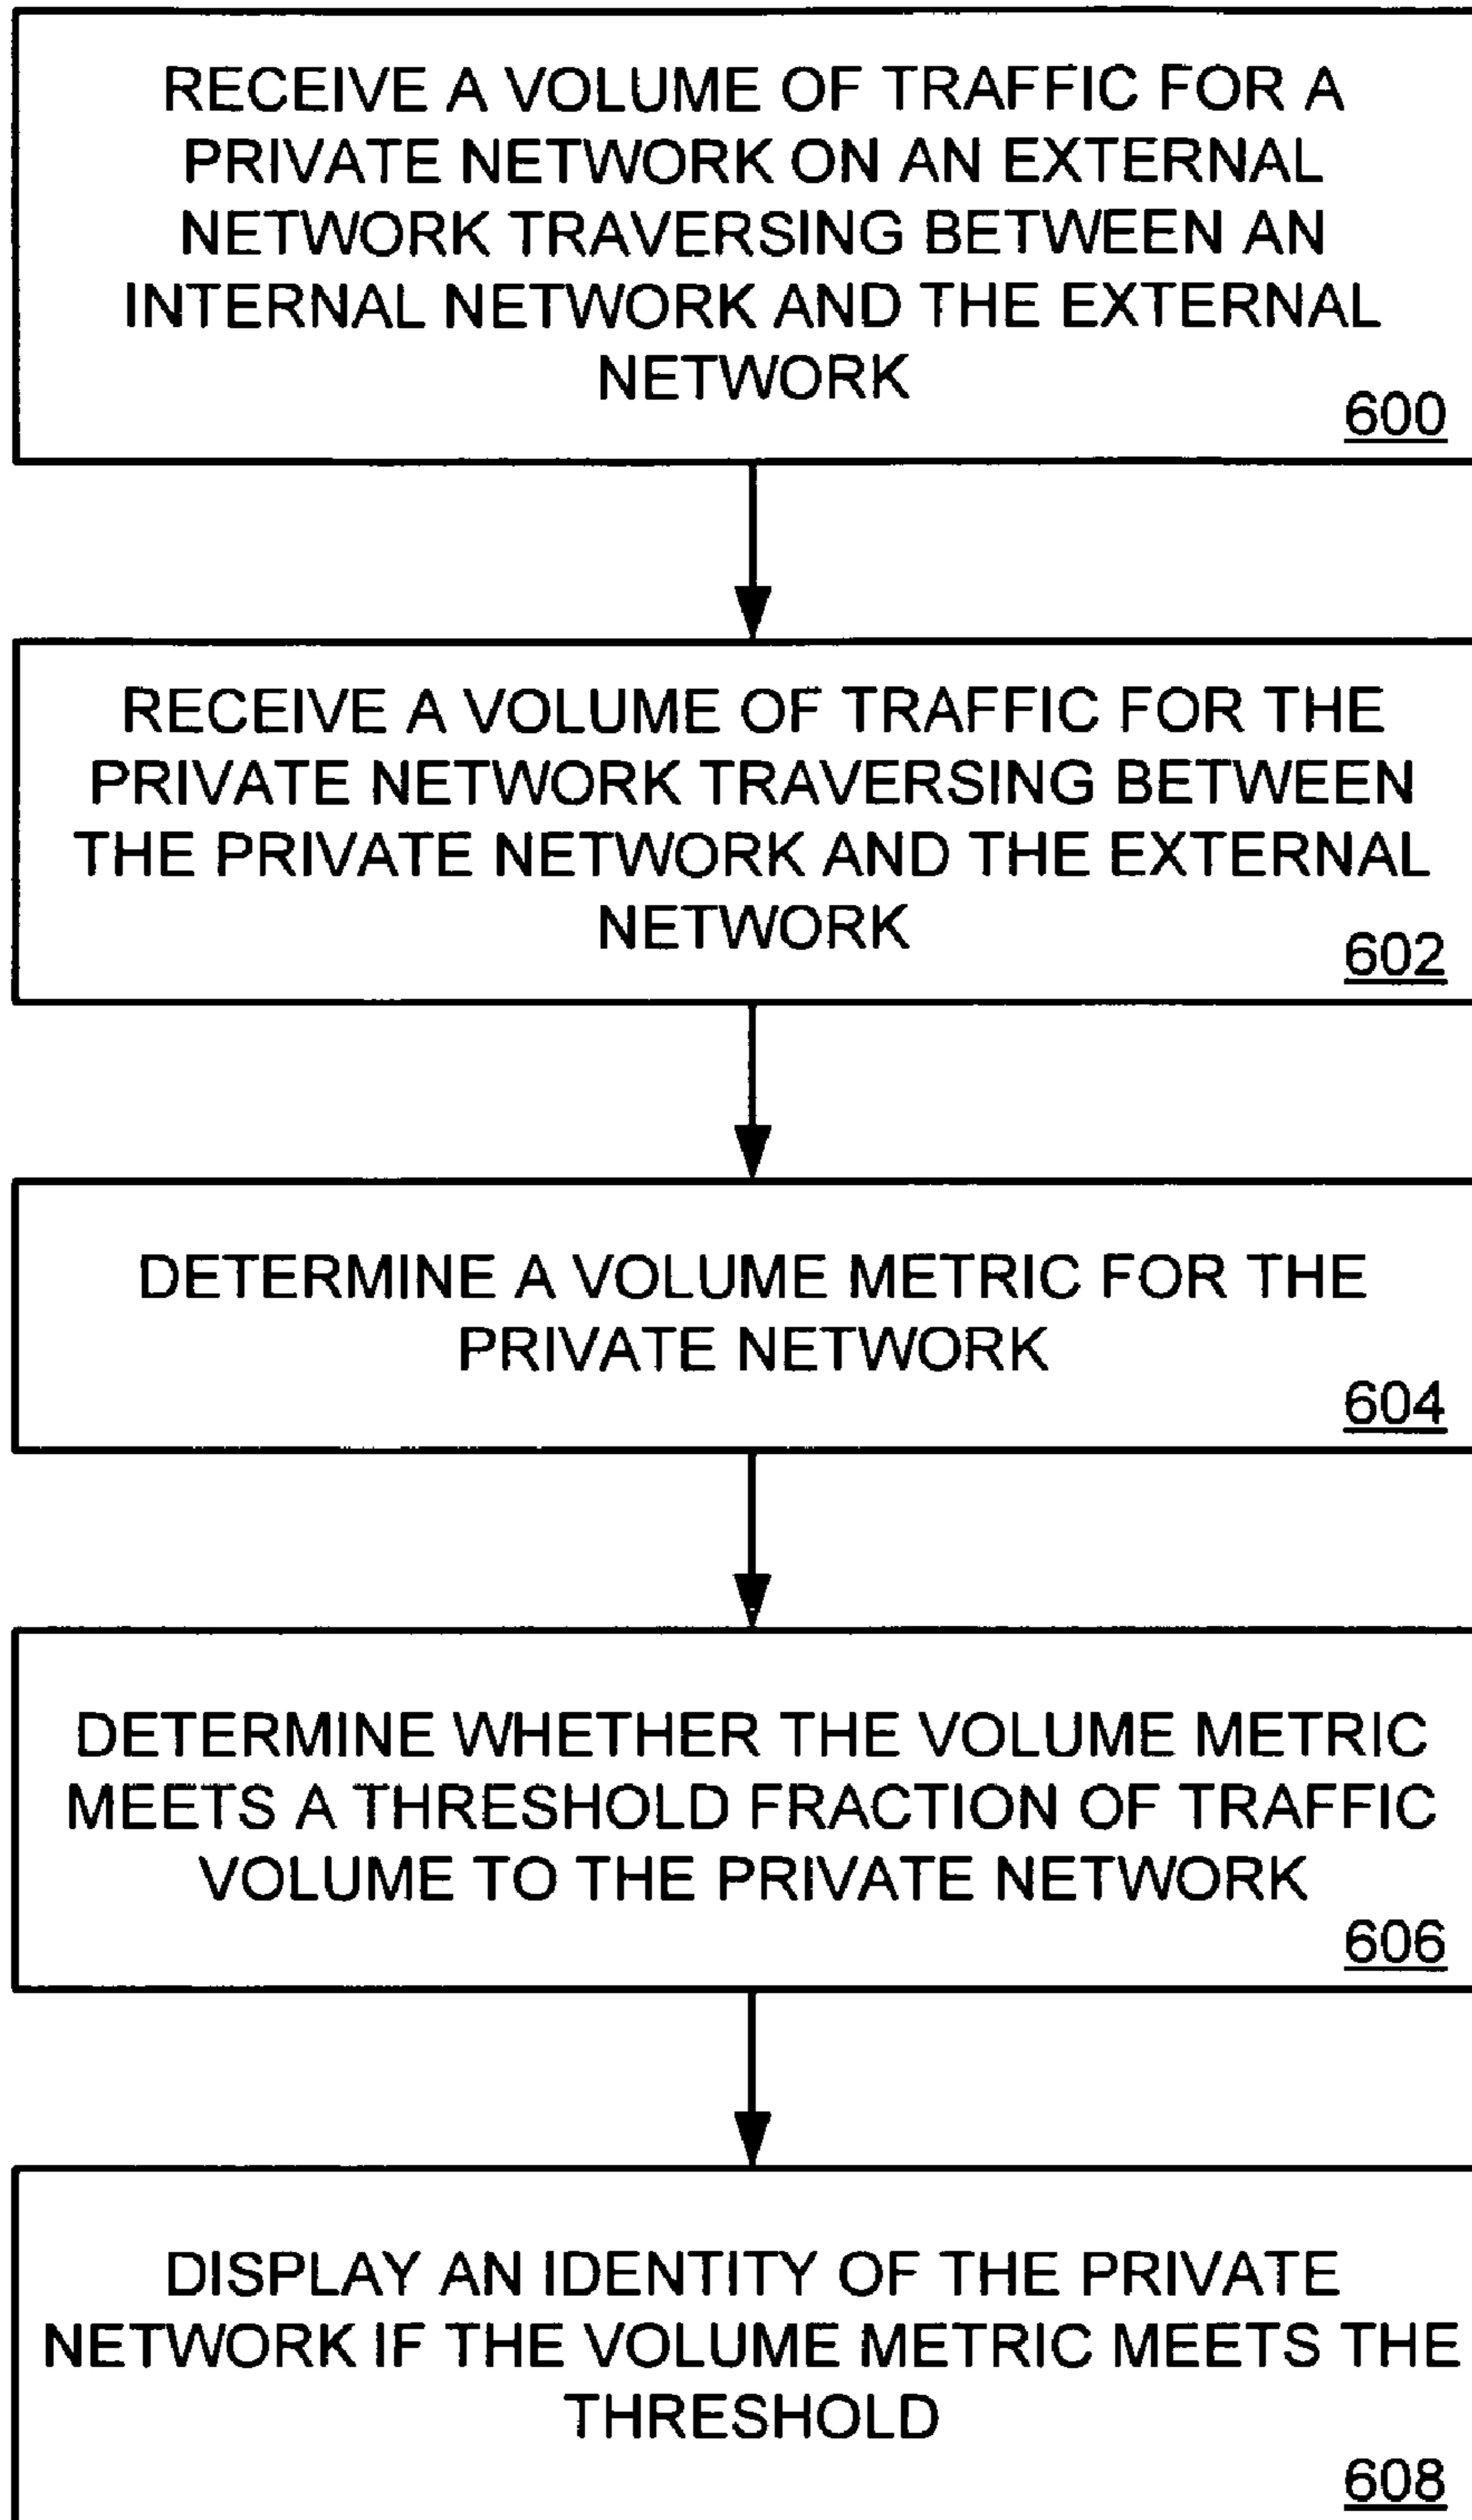 RECEIVE A VOLUME OF TRAFFIC FOR A
PRIVATE NETWORK ON AN EXTERNAL
NETWORK TRAVERSING BETWEEN AN
INTERNAL NETWORK AND THE EXTERNAL
NETWORK
600
RECEIVE A VOLUME OF TRAFFIC FOR THE
PRIVATE NETWORK TRAVERSING BETWEEN
THE PRIVATE NETWORK AND THE EXTERNAL
NETWORK
602
DETERMINE A VOLUME METRIC FOR THE
PRIVATE NETWORK
604
DETERMINE WHETHER THE VOLUME METRIC
MEETS A THRESHOLD FRACTION OF TRAFFIC
VOLUME TO THE PRIVATE NETWORK
606
DISPLAY AN IDENTITY OF THE PRIVATE
NETWORK IF THE VOLUME METRIC MEETS THE
THRESHOLD
608